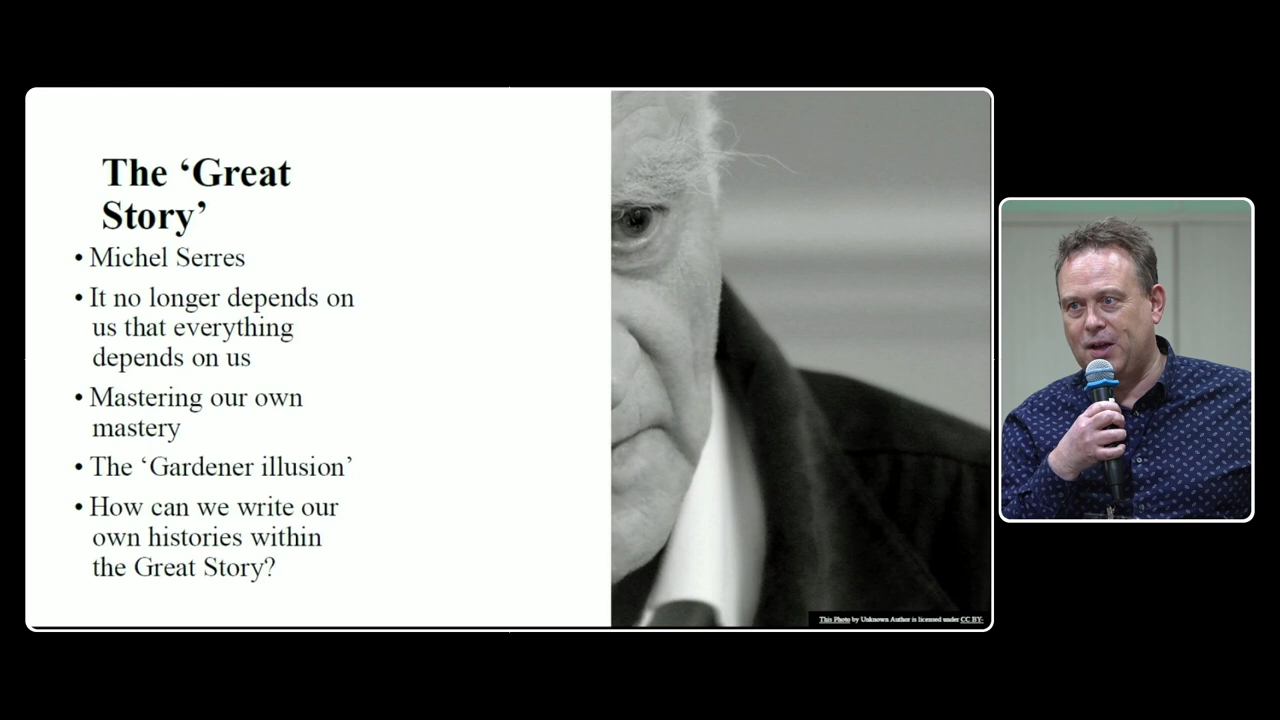 The ‘Great
Story’
• Michel Serres
• It no longer depends on
us that everything
depends on us
• Mastering our own
mastery
• The ‘Gardener illusion’
• How can we write our
own histories within
the Great Story?
This Photo by Unknown Author is licensed under CC BY-